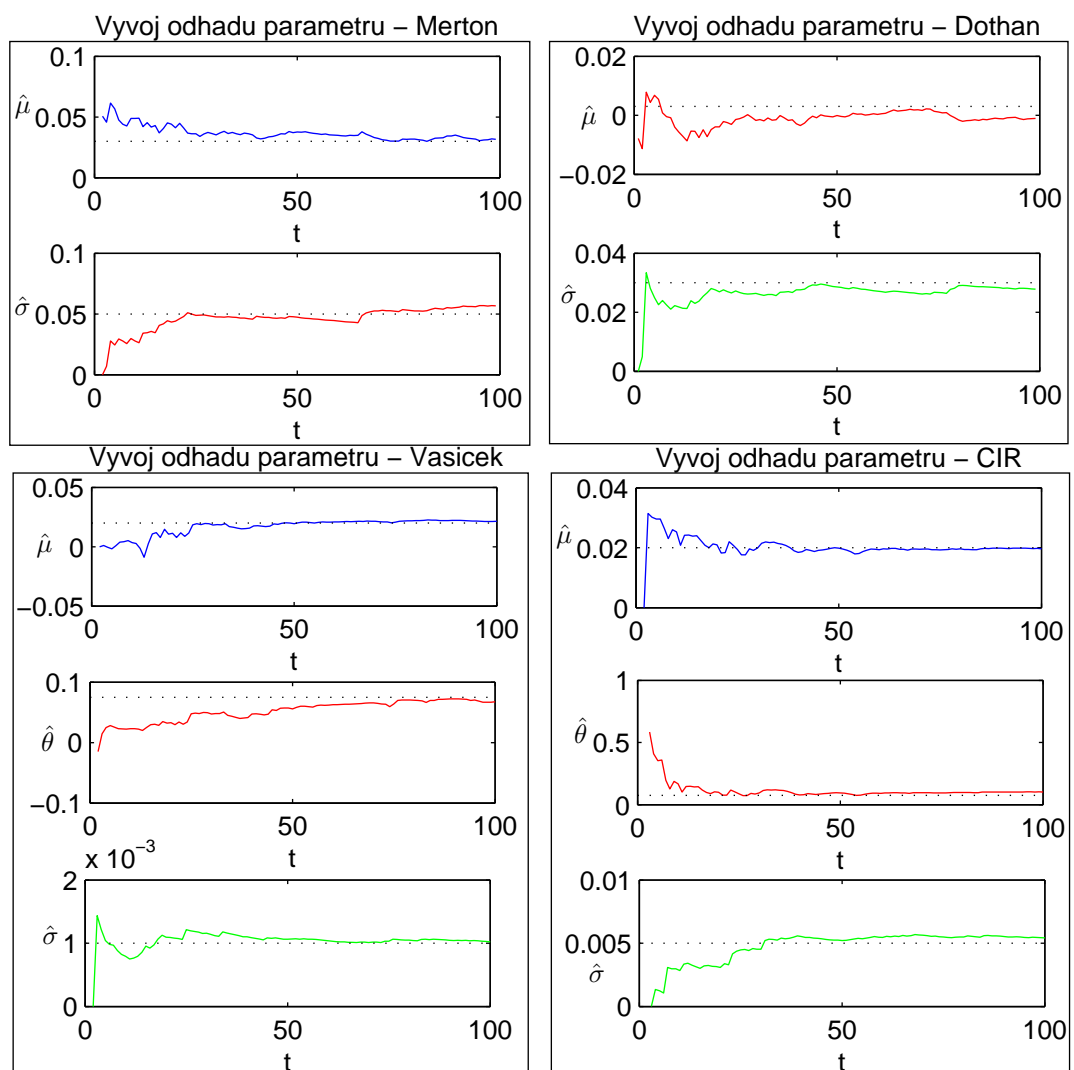 Vyvoj odhadu parametru − Merton
0.1
μ̂
0.05
0
0 50 100
t
0.1
σ̂
0.05
0
0 50 100
t
Vyvoj odhadu parametru − Dothan
0.02
μ̂
0
−0.02
0 50 100
t
0.04
σ̂
0.02
0
0 50 100
t
Vyvoj odhadu parametru − Vasicek
0.05
μ̂
0
−0.05
0 50 100
t
0.1
θ̂
0
−0.1
0 50 100
t
x 10⁻³
2
σ̂
1
0
0 50 100
t
Vyvoj odhadu parametru − CIR
0.04
μ̂
0.02
0
0 50 100
t
1
θ̂
0.5
0
0 50 100
t
0.01
0.005
σ̂
0
0 50 100
t